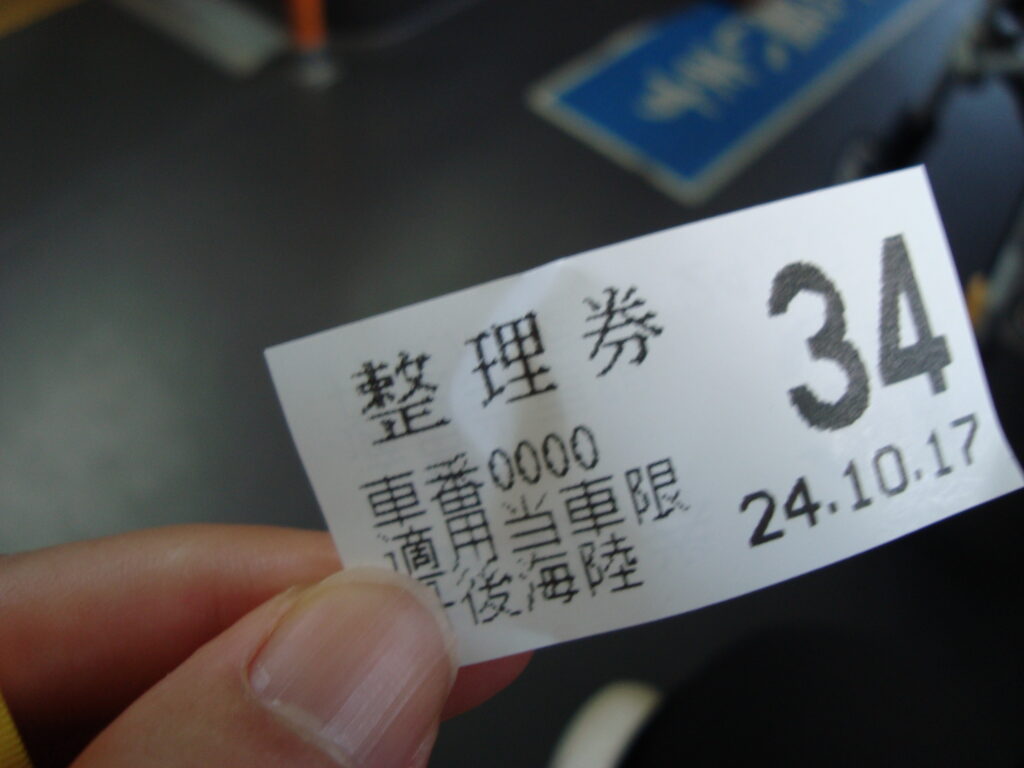 整理券
34
車番0000
適用当車限
後海陸
24.10.17